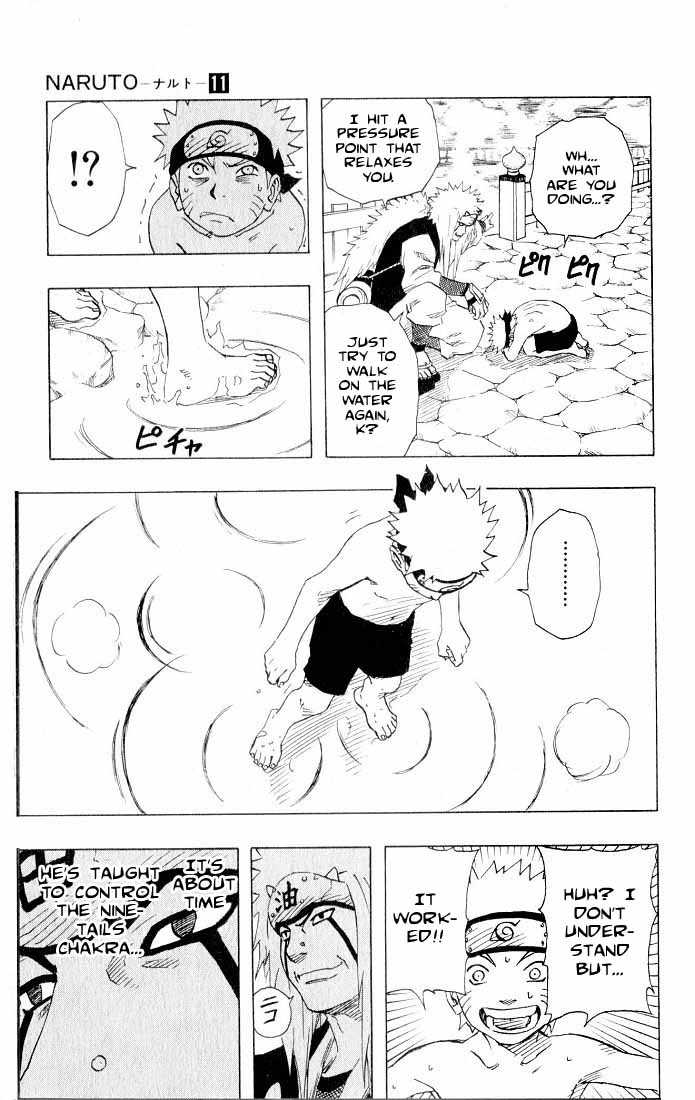 NARUTO—ナルト—11
WH...
WHAT
ARE YOU
DOING...?
I HIT A
PRESSURE
POINT THAT
RELAXES
YOU
ピク ピク
JUST
TRY TO
WALK
ON THE
WATER
AGAIN,
K?
!?
ピチャ
.........
HUH? I
DON'T
UNDER-
STAND
BUT...
IT
WORK-
ED!!
油
ニコ
IT'S
ABOUT
TIME
HE'S TAUGHT
TO CONTROL
THE NINE-
TAILS
CHAKRA...